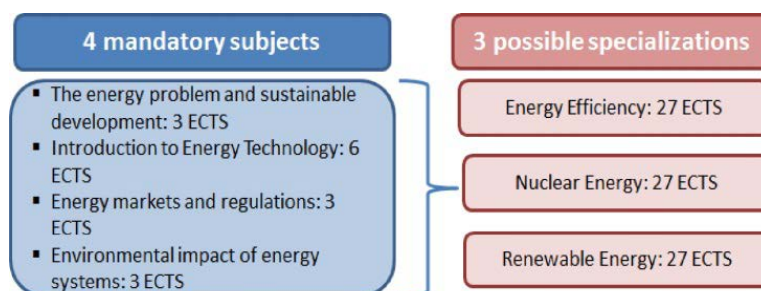 4 mandatory subjects
▪ The energy problem and sustainable
development: 3 ECTS
▪ Introduction to Energy Technology: 6
ECTS
▪ Energy markets and regulations: 3
ECTS
▪ Environmental impact of energy
systems: 3 ECTS
3 possible specializations
Energy Efficiency: 27 ECTS
Nuclear Energy: 27 ECTS
Renewable Energy: 27 ECTS